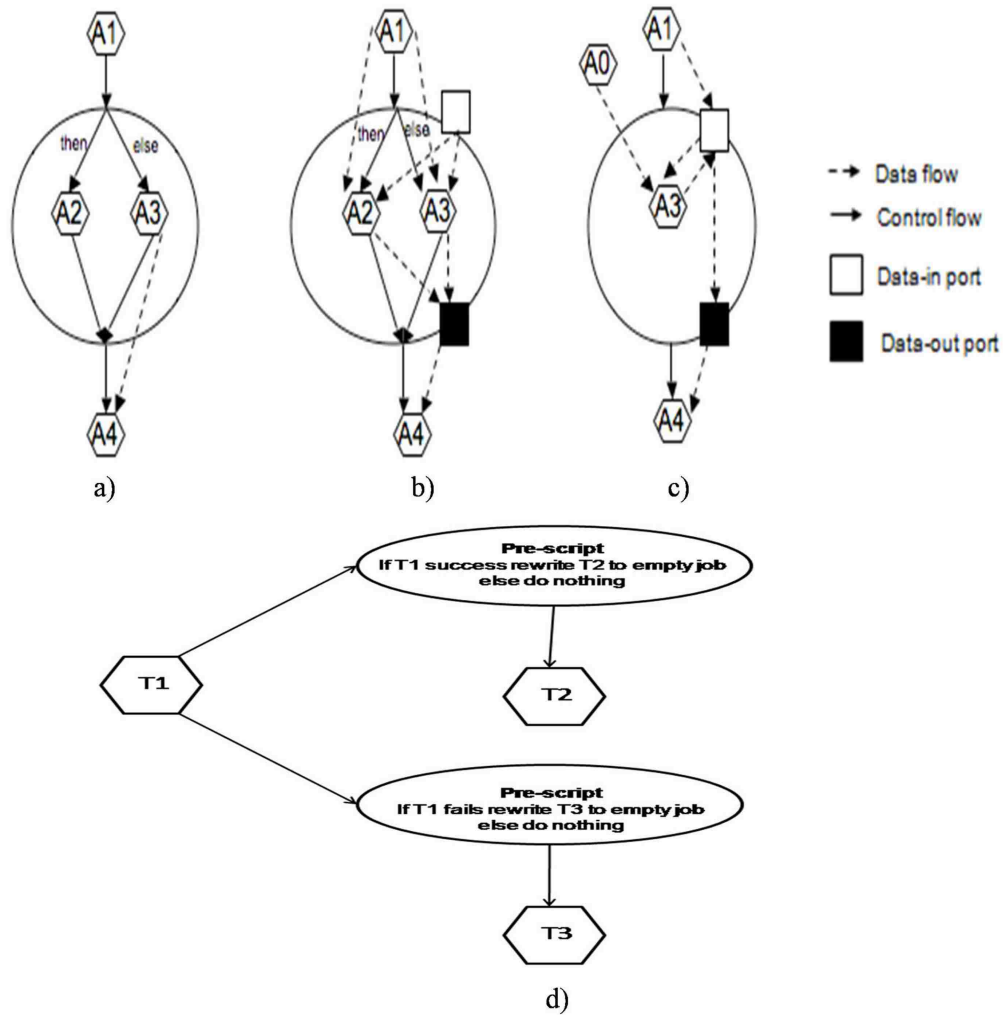 A1
then
else
A2
A3
A4
a)
A1
then
else
A2
A3
A4
b)
A1
A0
A3
A4
c)
Data flow
Control flow
Data-in port
Data-out port
Pre-script
If T1 success rewrite T2 to empty job
else do nothing
T1
T2
Pre-script
If T1 fails rewrite T3 to empty job
else do nothing
T3
d)